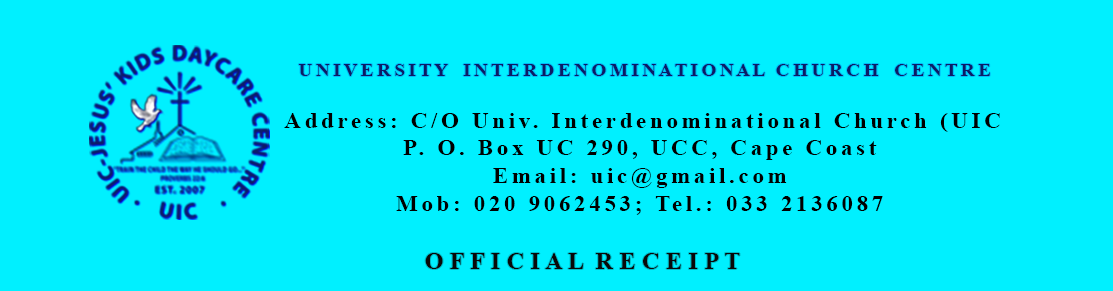 UIC-JESUS' KIDS DAYCARE CENTRE
"TRAIN THE CHILD THE WAY HE SHOULD GO..."
PROVERBS 22:6
EST. 2007
UIC
UNIVERSITY INTERDENOMINATIONAL CHURCH CENTRE
Address: C/O Univ. Interdenominational Church (UIC
P. O. Box UC 290, UCC, Cape Coast
Email: uic@gmail.com
Mob: 020 9062453; Tel.: 033 2136087
OFFICIAL RECEIPT